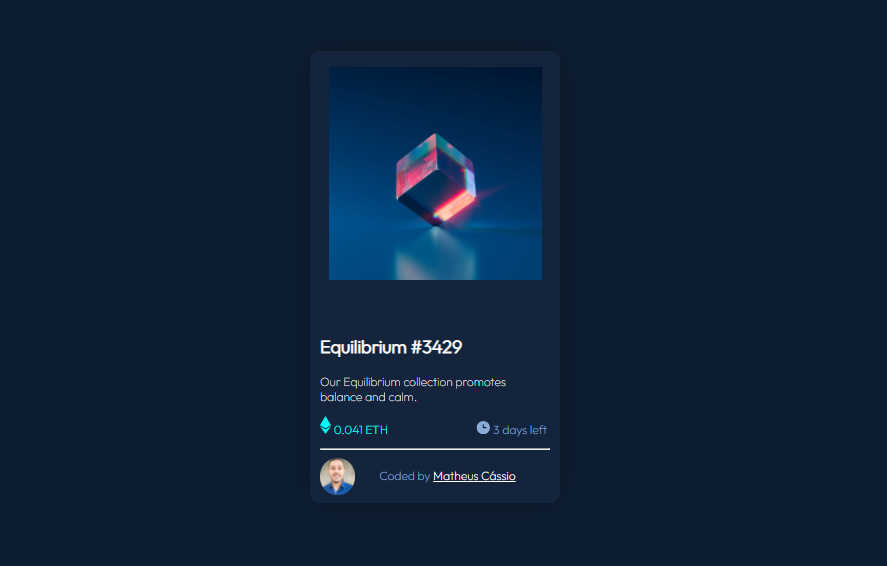 Equilibrium #3429
Our Equilibrium collection promotes
balance and calm.
0.041 ETH
3 days left
Coded by Matheus Cássio